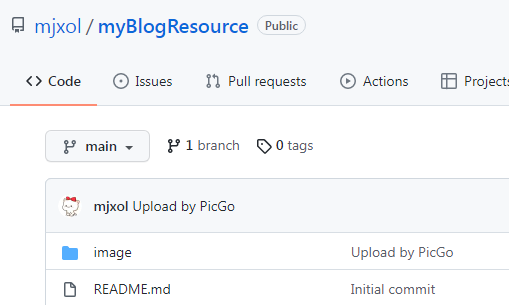 mjxol / myBlogResource Public
Code Issues Pull requests Actions Projects
main 1 branch 0 tags
mjxol Upload by PicGo
image Upload by PicGo
README.md Initial commit